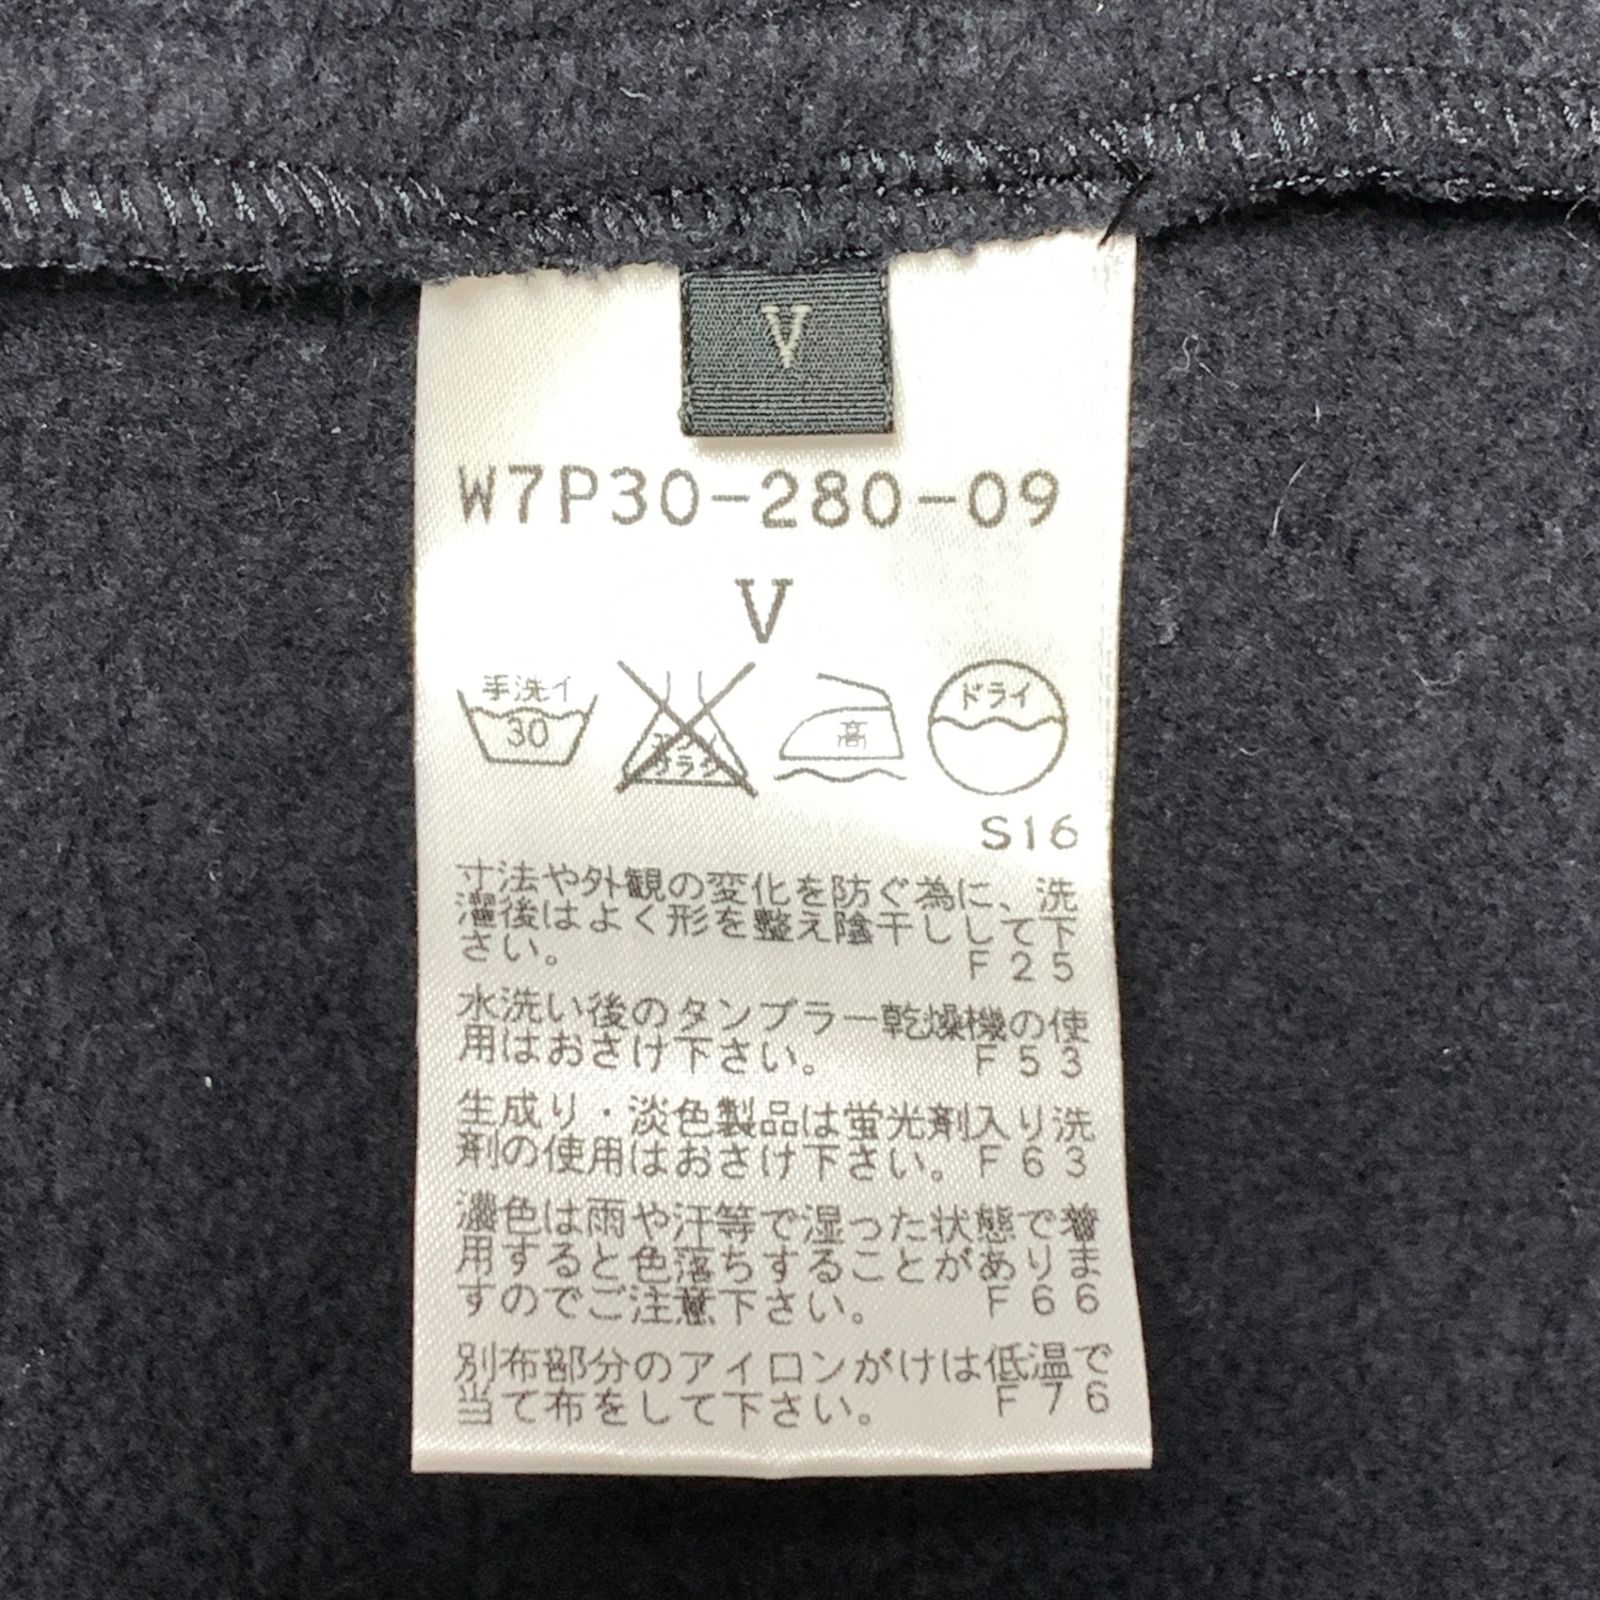 V
W7P30-280-09
V
手洗イ
30
エンソ
サラシ
高
ドライ
S16
寸法や外観の変化を防ぐ為に、洗
濯後はよく形を整え陰干しして下
さい。 F25
水洗い後のタンブラー乾燥機の使
用はおさけ下さい。 F53
生成り・淡色製品は蛍光剤入り洗
剤の使用はおさけ下さい。F63
濃色は雨や汗等で湿った状態で着
用すると色落ちすることがありま
すのでご注意下さい。 F66
別布部分のアイロンがけは低温で
当て布をして下さい。 F76